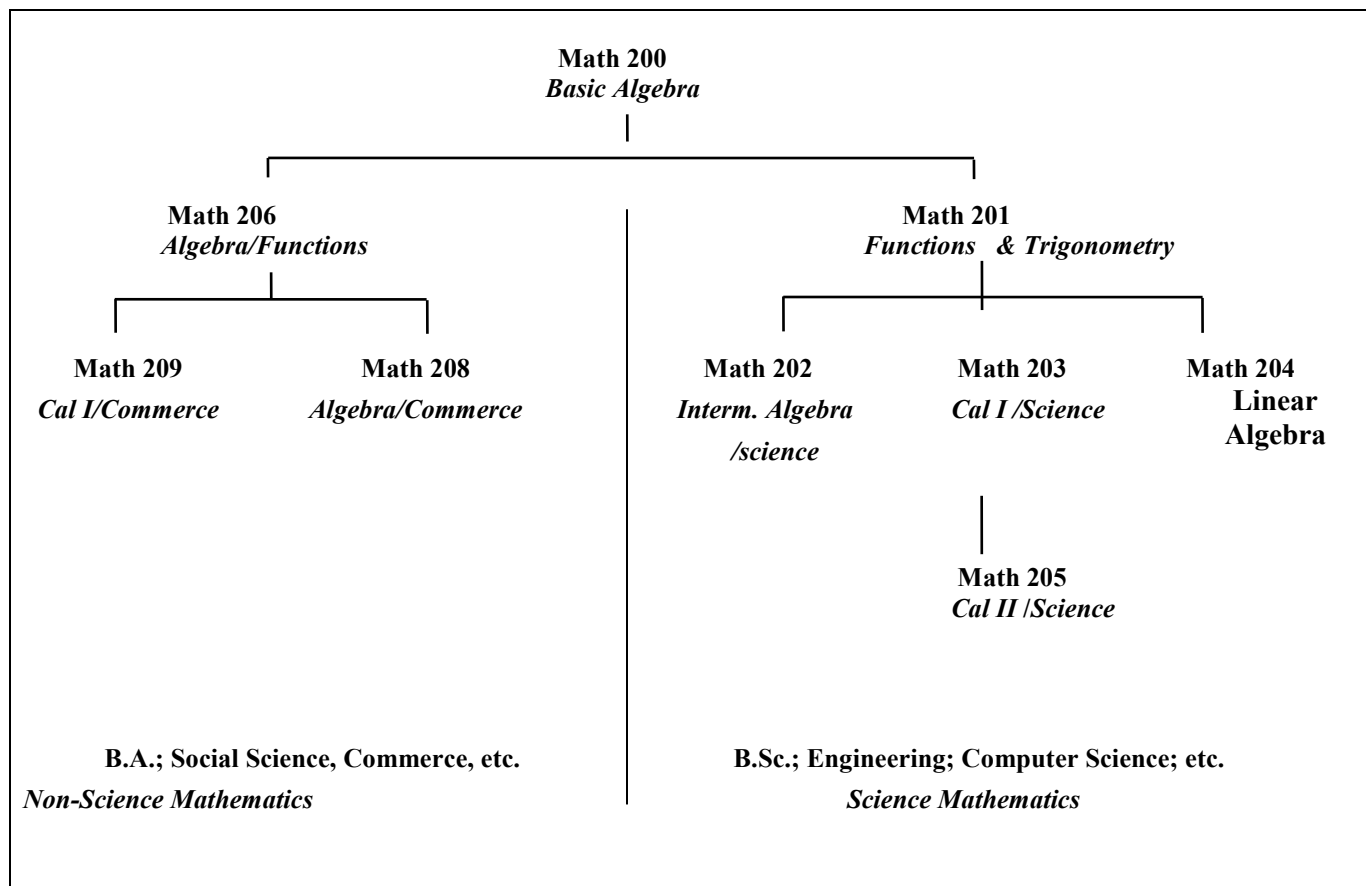 Math 200
Basic Algebra
Math 206
Algebra/Functions
Math 201
Functions & Trigonometry
Math 209
Cal I/Commerce
Math 208
Algebra/Commerce
Math 202
Interm. Algebra
/science
Math 203
Cal I /Science
Math 204
Linear
Algebra
Math 205
Cal II /Science
B.A.; Social Science, Commerce, etc.
Non-Science Mathematics
B.Sc.; Engineering; Computer Science; etc.
Science Mathematics